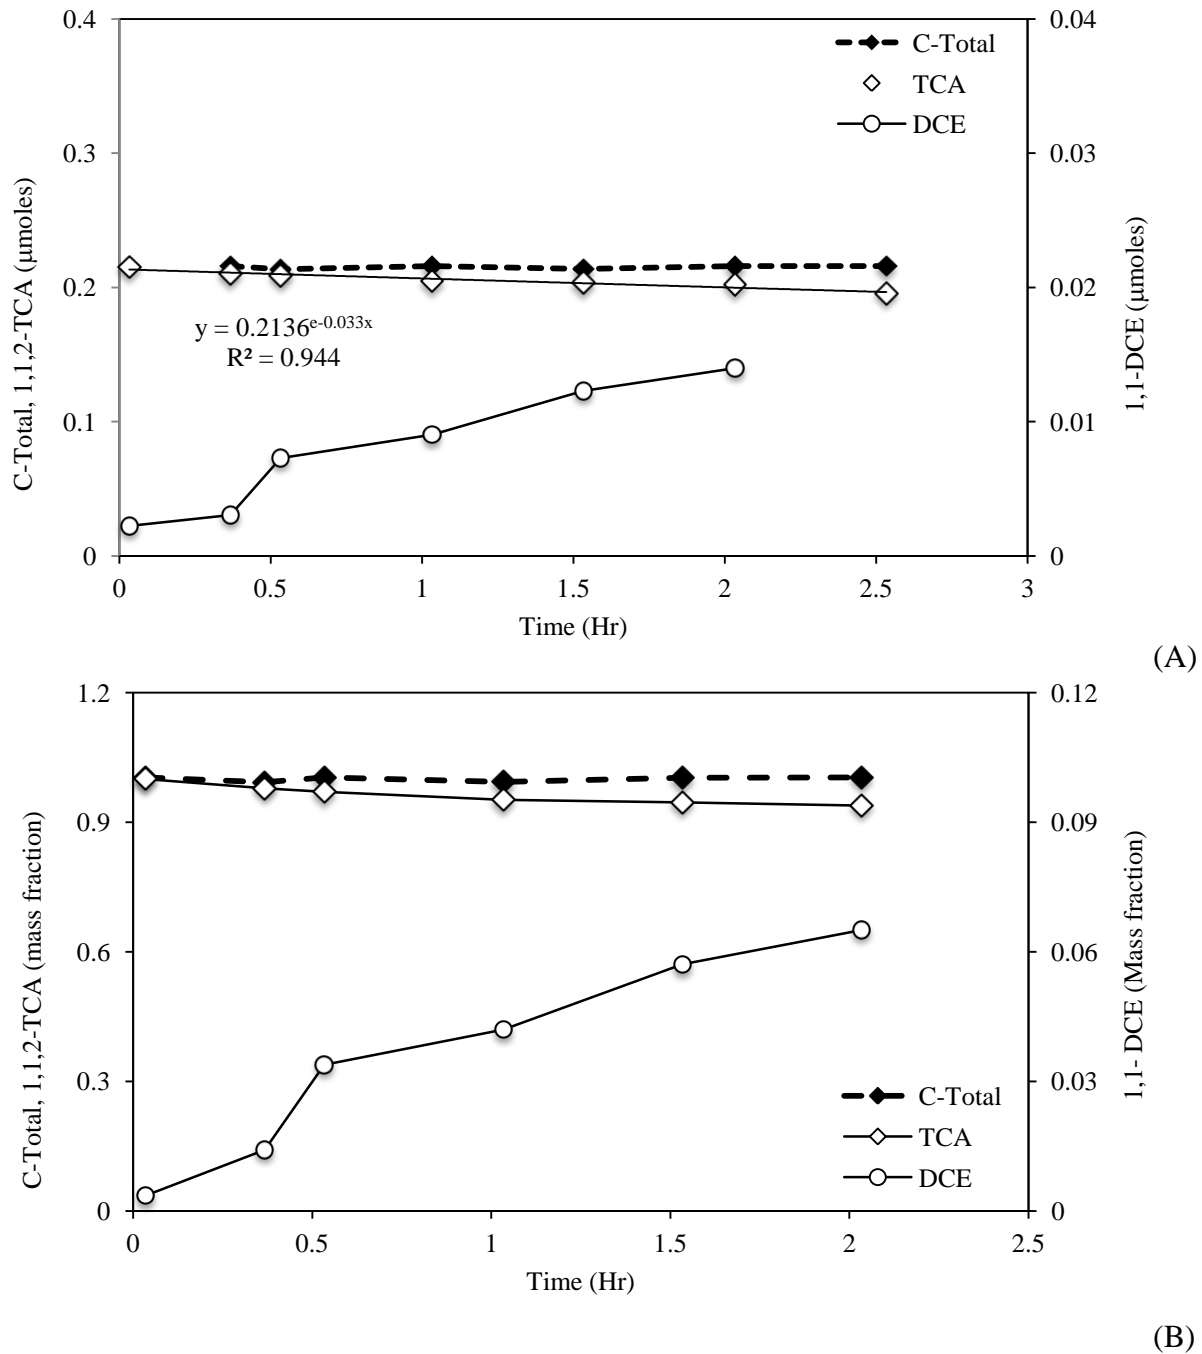 0.4
0.3
0.2
0.1
0
0.04
0.03
0.02
0.01
0
C-Total
TCA
DCE
C-Total, 1,1,2-TCA (µmoles)
1,1-DCE (µmoles)
y = 0.2136e-0.033x
R² = 0.944
0 0.5 1 1.5 2 2.5 3
Time (Hr)
(A)
1.2
0.9
0.6
0.3
0
0.12
0.09
0.06
0.03
0
C-Total, 1,1,2-TCA (mass fraction)
1,1- DCE (Mass fraction)
C-Total
TCA
DCE
0 0.5 1 1.5 2 2.5
Time (Hr)
(B)